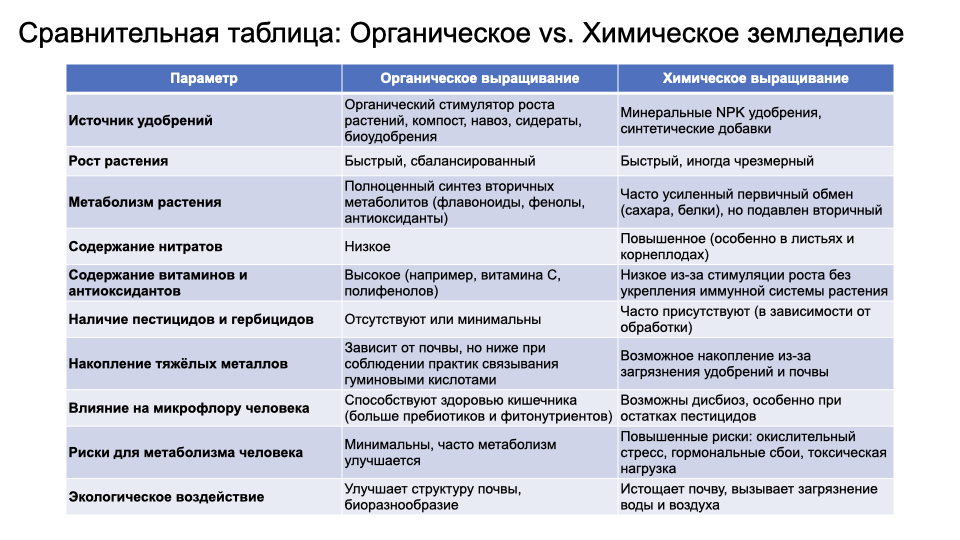 Сравнительная таблица: Органическое vs. Химическое земледелие
Параметр
Органическое выращивание
Химическое выращивание
Источник удобрений
Органический стимулятор роста
растений, компост, навоз, сидераты,
биоудобрения
Минеральные NPK удобрения,
синтетические добавки
Рост растения
Быстрый, сбалансированный
Быстрый, иногда чрезмерный
Метаболизм растения
Полноценный синтез вторичных
метаболитов (флавоноиды, фенолы,
антиоксиданты)
Часто усиленный первичный обмен
(сахара, белки), но подавлен вторичный
Содержание нитратов
Низкое
Повышенное (особенно в листьях и
корнеплодах)
Содержание витаминов и
антиоксидантов
Высокое (например, витамина C,
полифенолов)
Низкое из-за стимуляции роста без
укрепления иммунной системы растения
Наличие пестицидов и гербицидов
Отсутствуют или минимальны
Часто присутствуют (в зависимости от
обработки)
Накопление тяжёлых металлов
Зависит от почвы, но ниже при
соблюдении практик связывания
гуминовыми кислотами
Возможное накопление из-за
загрязнения удобрений и почвы
Влияние на микрофлору человека
Способствуют здоровью кишечника
(больше пребиотиков и фитонутриентов)
Возможны дисбиоз, особенно при
остатках пестицидов
Риски для метаболизма человека
Минимальны, часто метаболизм
улучшается
Повышенные риски: окислительный
стресс, гормональные сбои, токсическая
нагрузка
Экологическое воздействие
Улучшает структуру почвы,
биоразнообразие
Истощает почву, вызывает загрязнение
воды и воздуха